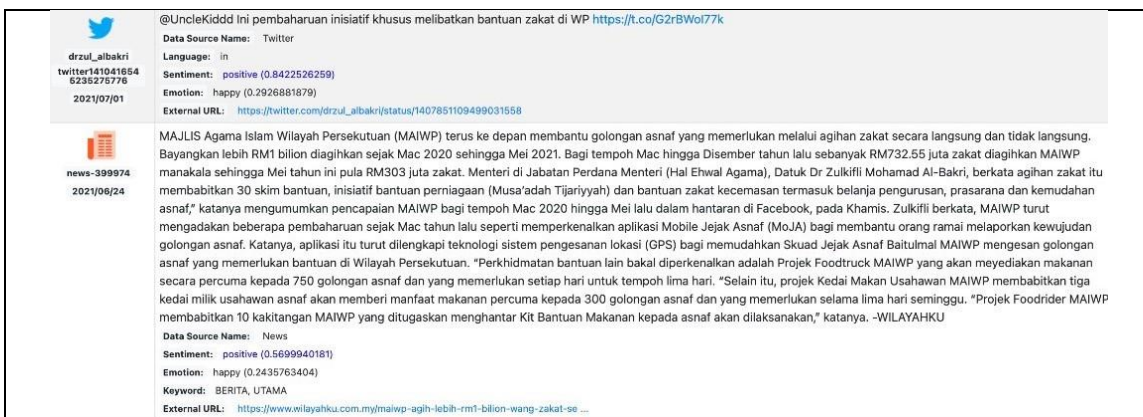 @UncleKiddd Ini pembaharuan inisiatif khusus melibatkan bantuan zakat di WP https://t.co/G2rBWol77k
Data Source Name: Twitter
drzul_albakri
Language: in
twitter141041654
5235275776
Sentiment: positive (0.8422526259)
2021/07/01
Emotion: happy (0.2926881879)
External URL: https://twitter.com/drzul_albakri/status/1407851109499031558
MAJLIS Agama Islam Wilayah Persekutuan (MAIWP) terus ke depan membantu golongan asnaf yang memerlukan melalui agihan zakat secara langsung dan tidak langsung.
Bayangkan lebih RM1 bilion diagihkan sejak Mac 2020 sehingga Mei 2021. Bagi tempoh Mac hingga Disember tahun lalu sebanyak RM732.55 juta zakat diagihkan MAIWP
news-399974
manakala sehingga Mei tahun ini pula RM303 juta zakat. Menteri di Jabatan Perdana Menteri (Hal Ehwal Agama), Datuk Dr Zulkifli Mohamad Al-Bakri, berkata agihan zakat itu
2021/06/24
membabitkan 30 skim bantuan, inisiatif bantuan perniagaan (Musa'adah Tijariyyah) dan bantuan zakat kecemasan termasuk belanja pengurusan, prasarana dan kemudahan
asnaf,” katanya mengumumkan pencapaian MAIWP bagi tempoh Mac 2020 hingga Mei lalu dalam hantaran di Facebook, pada Khamis. Zulkifli berkata, MAIWP turut
mengadakan beberapa pembaharuan sejak Mac tahun lalu seperti memperkenalkan aplikasi Mobile Jejak Asnaf (MoJA) bagi membantu orang ramai melaporkan kewujudan
golongan asnaf. Katanya, aplikasi itu turut dilengkapi teknologi sistem pengesanan lokasi (GPS) bagi memudahkan Skuad Jejak Asnaf Baitulmal MAIWP mengesan golongan
asnaf yang memerlukan bantuan di Wilayah Persekutuan. “Perkhidmatan bantuan lain bakal diperkenalkan adalah Projek Foodtruck MAIWP yang akan meyediakan makanan
secara percuma kepada 750 golongan asnaf dan yang memerlukan setiap hari untuk tempoh lima hari. “Selain itu, projek Kedai Makan Usahawan MAIWP membabitkan tiga
kedai milik usahawan asnaf akan memberi manfaat makanan percuma kepada 300 golongan asnaf dan yang memerlukan selama lima hari seminggu. “Projek Foodrider MAIWP
membabitkan 10 kakitangan MAIWP yang ditugaskan menghantar Kit Bantuan Makanan kepada asnaf akan dilaksanakan,” katanya. -WILAYAHKU
Data Source Name: News
Sentiment: positive (0.5699940181)
Emotion: happy (0.2435763404)
Keyword: BERITA, UTAMA
External URL: https://www.wilayahku.com.my/maiwp-agih-lebih-rm1-bilion-wang-zakat-se ...